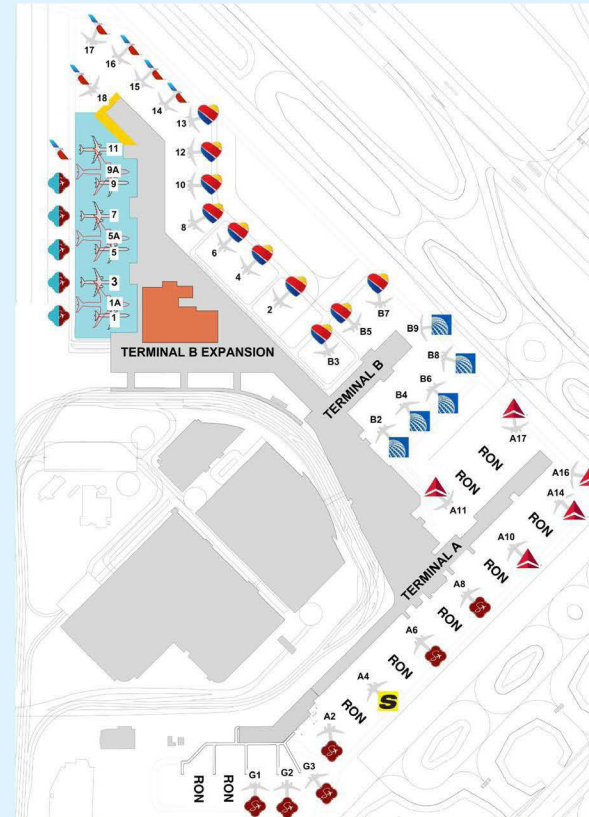 17
16
15
18
14
13
11
12
9A
9
10
7
8
5A
6
5
4
3
1A
2
1
B7
B5
B9
B3
B8
TERMINAL B EXPANSION
TERMINAL B
B6
B4
B2
A17
RON
A16
RON
A14
A11
RON
A10
RON
TERMINAL A
A8
RON
A6
RON
A4
S
RON
A2
G3
G2
G1
RON
RON